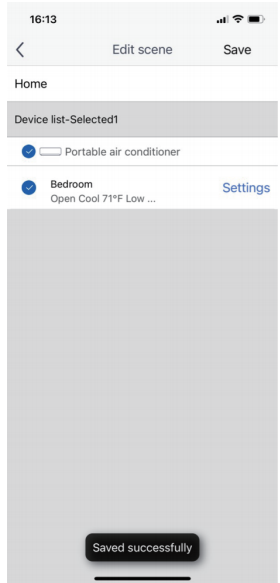 16:13
Edit scene Save
Home
Device list-Selected1
Portable air conditioner
Bedroom
Open Cool 71°F Low ...
Settings
Saved successfully